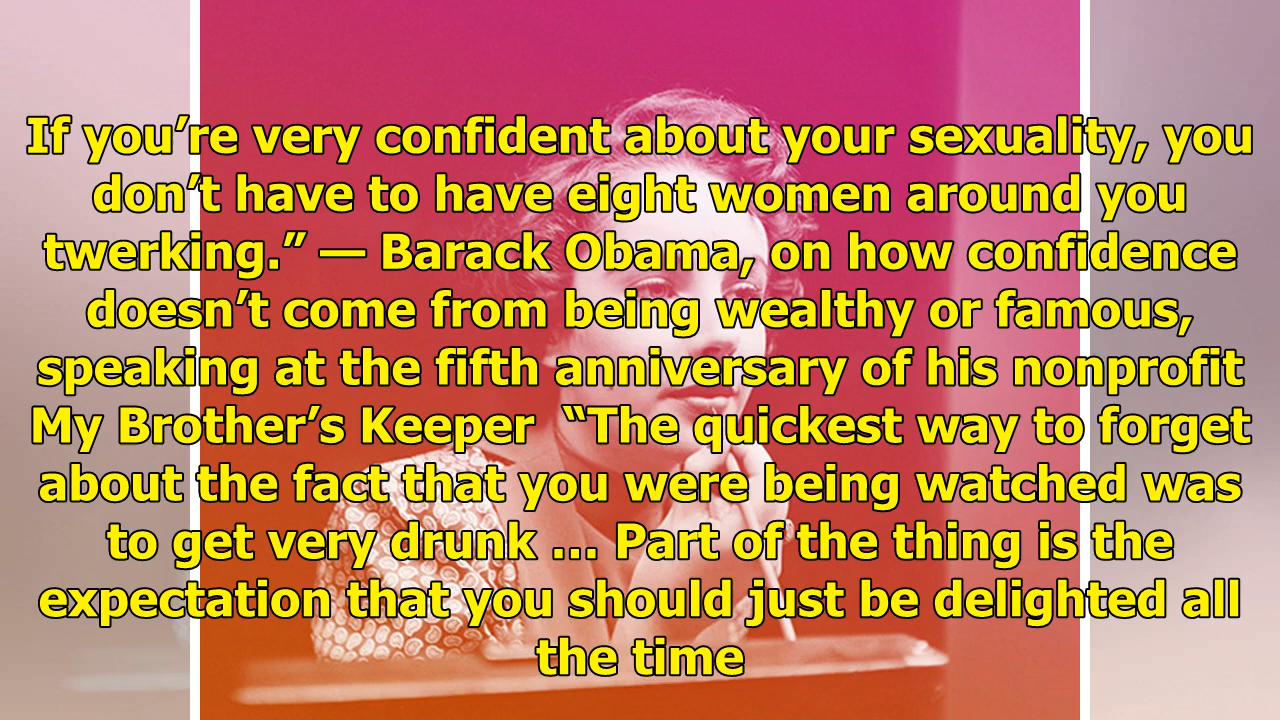 If you’re very confident about your sexuality, you
don’t have to have eight women around you
twerking.” — Barack Obama, on how confidence
doesn’t come from being wealthy or famous,
speaking at the fifth anniversary of his nonprofit
My Brother’s Keeper  “The quickest way to forget
about the fact that you were being watched was
to get very drunk ... Part of the thing is the
expectation that you should just be delighted all
the time